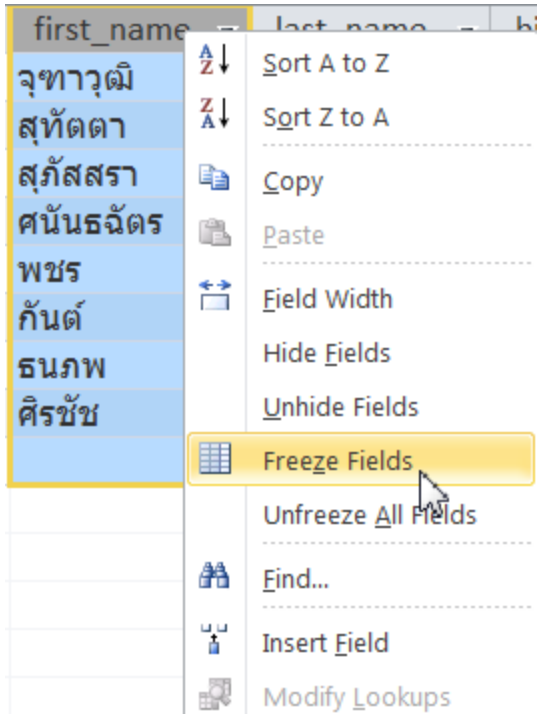 first_name last_name bi
จุฑาวุฒิ
สุทัตตา
สุภัสสรา
ศนันธฉัตร
พชร
กันต์
ธนภพ
ศิรชัช
Sort A to Z
Sort Z to A
Copy
Paste
Field Width
Hide Fields
Unhide Fields
Freeze Fields
Unfreeze All Fields
Find...
Insert Field
Modify Lookups